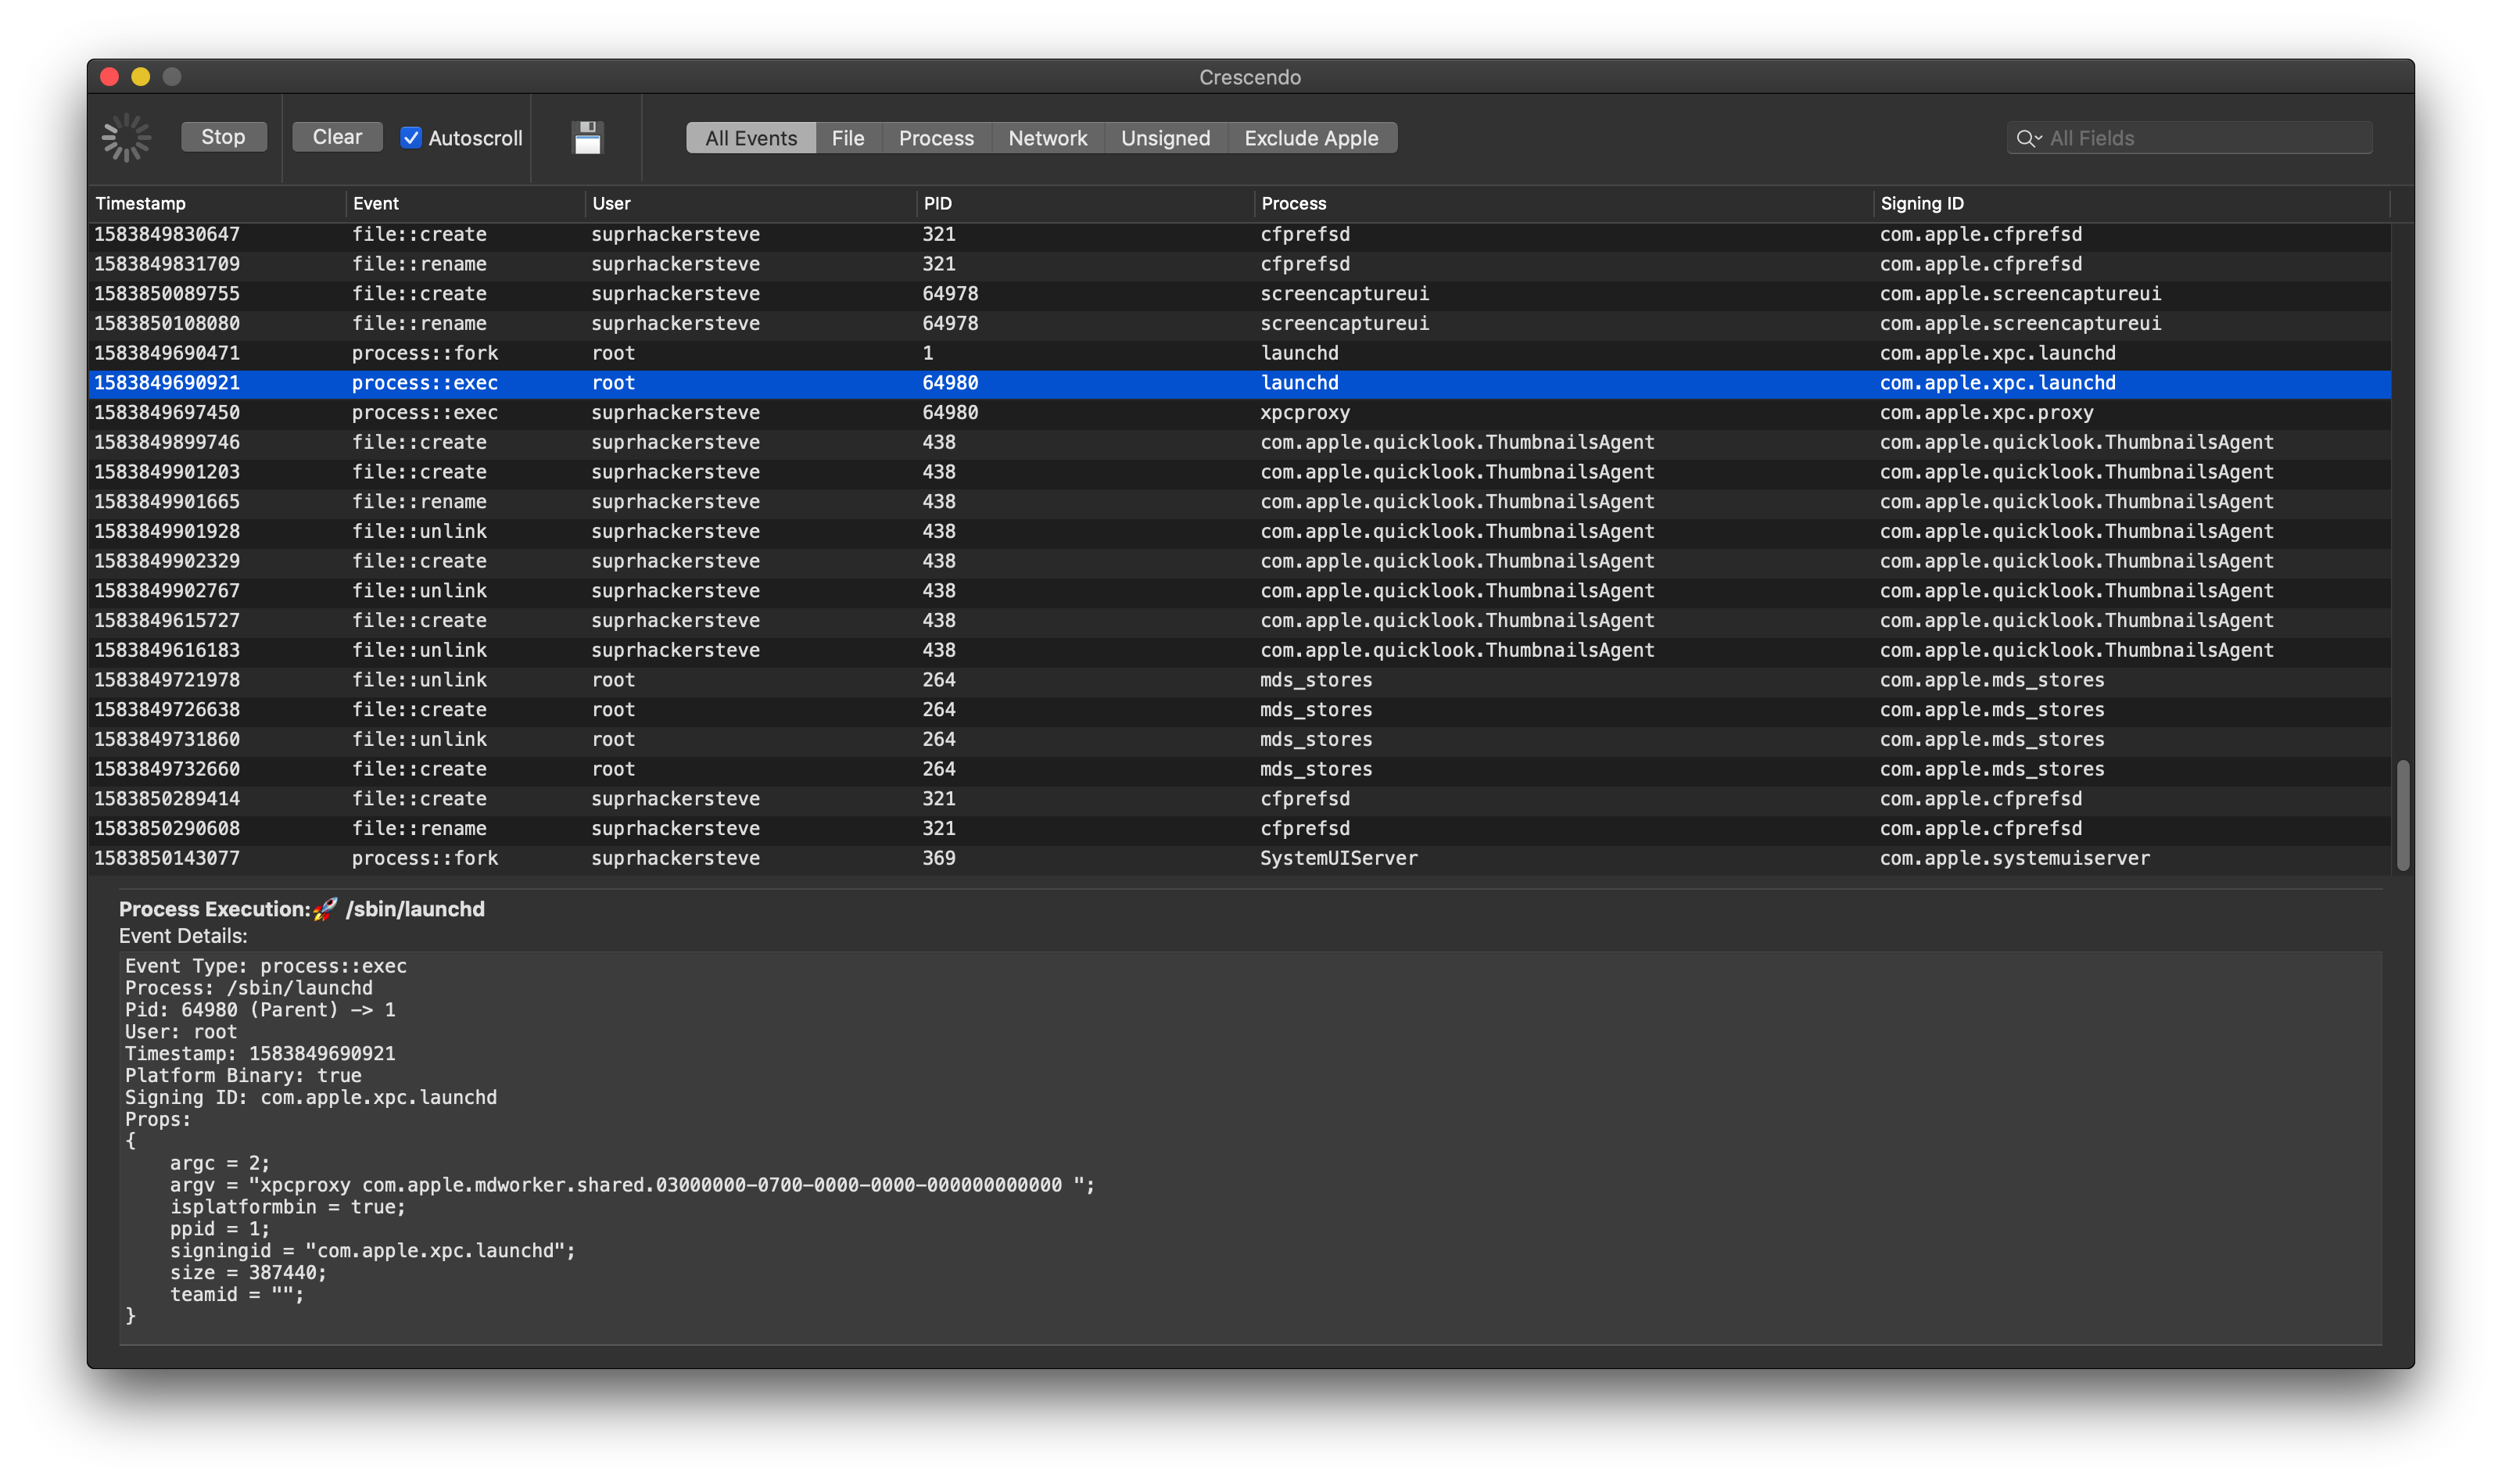 Crescendo
Stop Clear Autoscroll All Events File Process Network Unsigned Exclude Apple All Fields
Timestamp Event User PID Process Signing ID
1583849830647 file::create suprhackersteve 321 cfprefsd com.apple.cfprefsd
1583849831709 file::rename suprhackersteve 321 cfprefsd com.apple.cfprefsd
1583850089755 file::create suprhackersteve 64978 screencaptureui com.apple.screencaptureui
1583850108080 file::rename suprhackersteve 64978 screencaptureui com.apple.screencaptureui
1583849690471 process::fork root 1 launchd com.apple.xpc.launchd
1583849690921 process::exec root 64980 launchd com.apple.xpc.launchd
1583849697450 process::exec suprhackersteve 64980 xpcproxy com.apple.xpc.proxy
1583849899746 file::create suprhackersteve 438 com.apple.quicklook.ThumbnailsAgent com.apple.quicklook.ThumbnailsAgent
1583849901203 file::create suprhackersteve 438 com.apple.quicklook.ThumbnailsAgent com.apple.quicklook.ThumbnailsAgent
1583849901665 file::rename suprhackersteve 438 com.apple.quicklook.ThumbnailsAgent com.apple.quicklook.ThumbnailsAgent
1583849901928 file::unlink suprhackersteve 438 com.apple.quicklook.ThumbnailsAgent com.apple.quicklook.ThumbnailsAgent
1583849902329 file::create suprhackersteve 438 com.apple.quicklook.ThumbnailsAgent com.apple.quicklook.ThumbnailsAgent
1583849902767 file::unlink suprhackersteve 438 com.apple.quicklook.ThumbnailsAgent com.apple.quicklook.ThumbnailsAgent
1583849615727 file::create suprhackersteve 438 com.apple.quicklook.ThumbnailsAgent com.apple.quicklook.ThumbnailsAgent
1583849616183 file::unlink suprhackersteve 438 com.apple.quicklook.ThumbnailsAgent com.apple.quicklook.ThumbnailsAgent
1583849721978 file::unlink root 264 mds_stores com.apple.mds_stores
1583849726638 file::create root 264 mds_stores com.apple.mds_stores
1583849731860 file::unlink root 264 mds_stores com.apple.mds_stores
1583849732660 file::create root 264 mds_stores com.apple.mds_stores
1583850289414 file::create suprhackersteve 321 cfprefsd com.apple.cfprefsd
1583850290608 file::rename suprhackersteve 321 cfprefsd com.apple.cfprefsd
1583850143077 process::fork suprhackersteve 369 SystemUIServer com.apple.systemuiserver
Process Execution:🚀 /sbin/launchd
Event Details:
Event Type: process::exec
Process: /sbin/launchd
Pid: 64980 (Parent) -> 1
User: root
Timestamp: 1583849690921
Platform Binary: true
Signing ID: com.apple.xpc.launchd
Props:
{
argc = 2;
argv = "xpcproxy com.apple.mdworker.shared.03000000-0700-0000-0000-000000000000 ";
isplatformbin = true;
ppid = 1;
signingid = "com.apple.xpc.launchd";
size = 387440;
teamid = "";
}